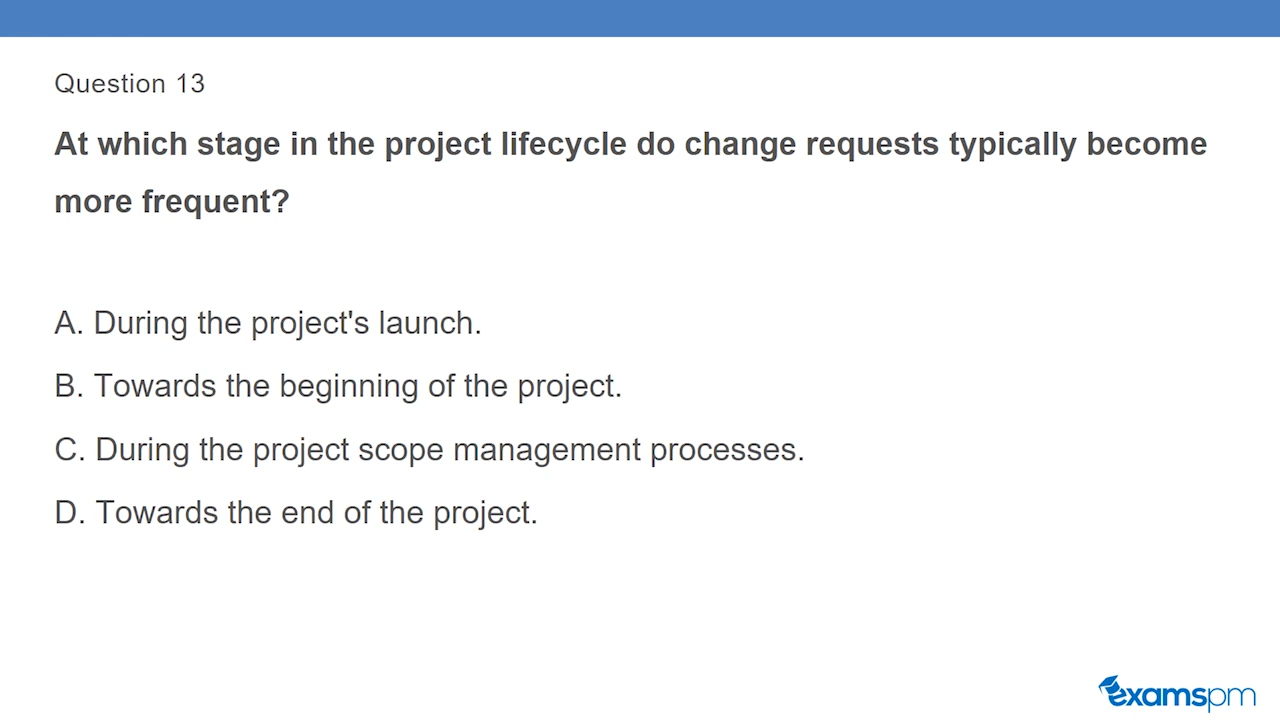 Question 13
At which stage in the project lifecycle do change requests typically become
more frequent?
A. During the project's launch.
B. Towards the beginning of the project.
C. During the project scope management processes.
D. Towards the end of the project.
examspm